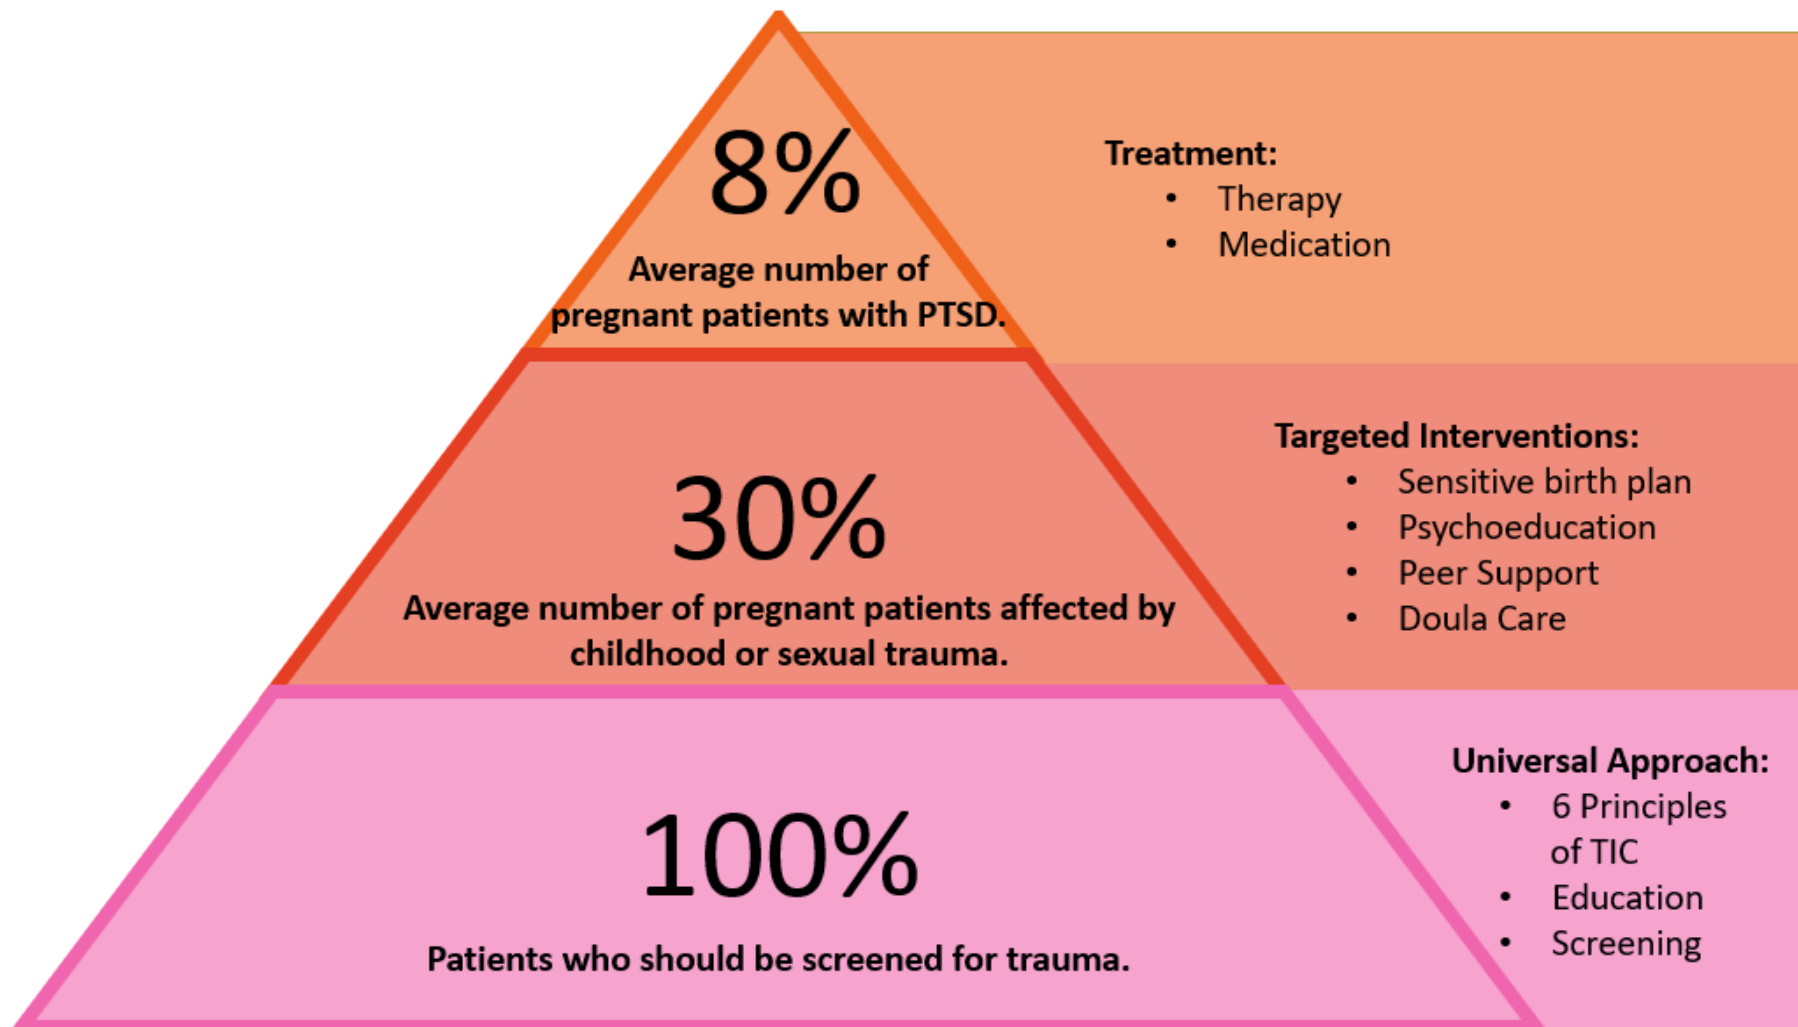 8%
Average number of
pregnant patients with PTSD.
Treatment:
• Therapy
• Medication
30%
Average number of pregnant patients affected by
childhood or sexual trauma.
Targeted Interventions:
• Sensitive birth plan
• Psychoeducation
• Peer Support
• Doula Care
100%
Patients who should be screened for trauma.
Universal Approach:
• 6 Principles
of TIC
• Education
• Screening